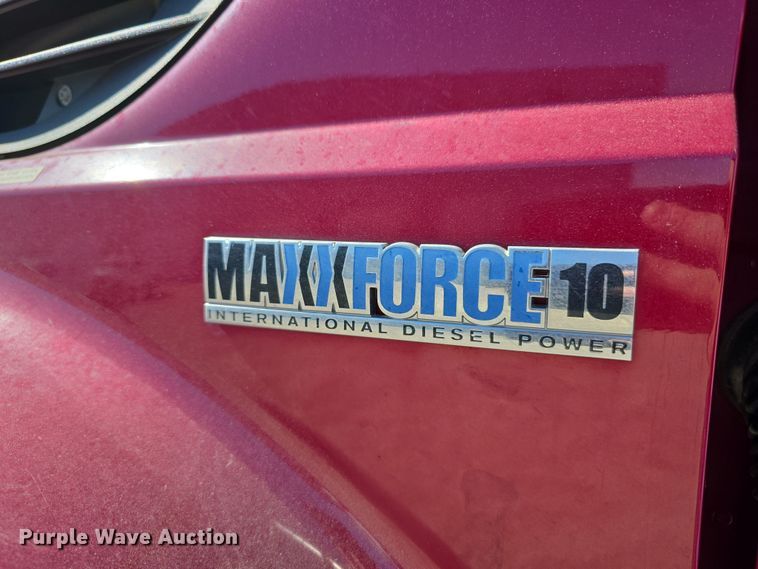 MAXXFORCE 10
INTERNATIONAL DIESEL POWER
Purple Wave Auction